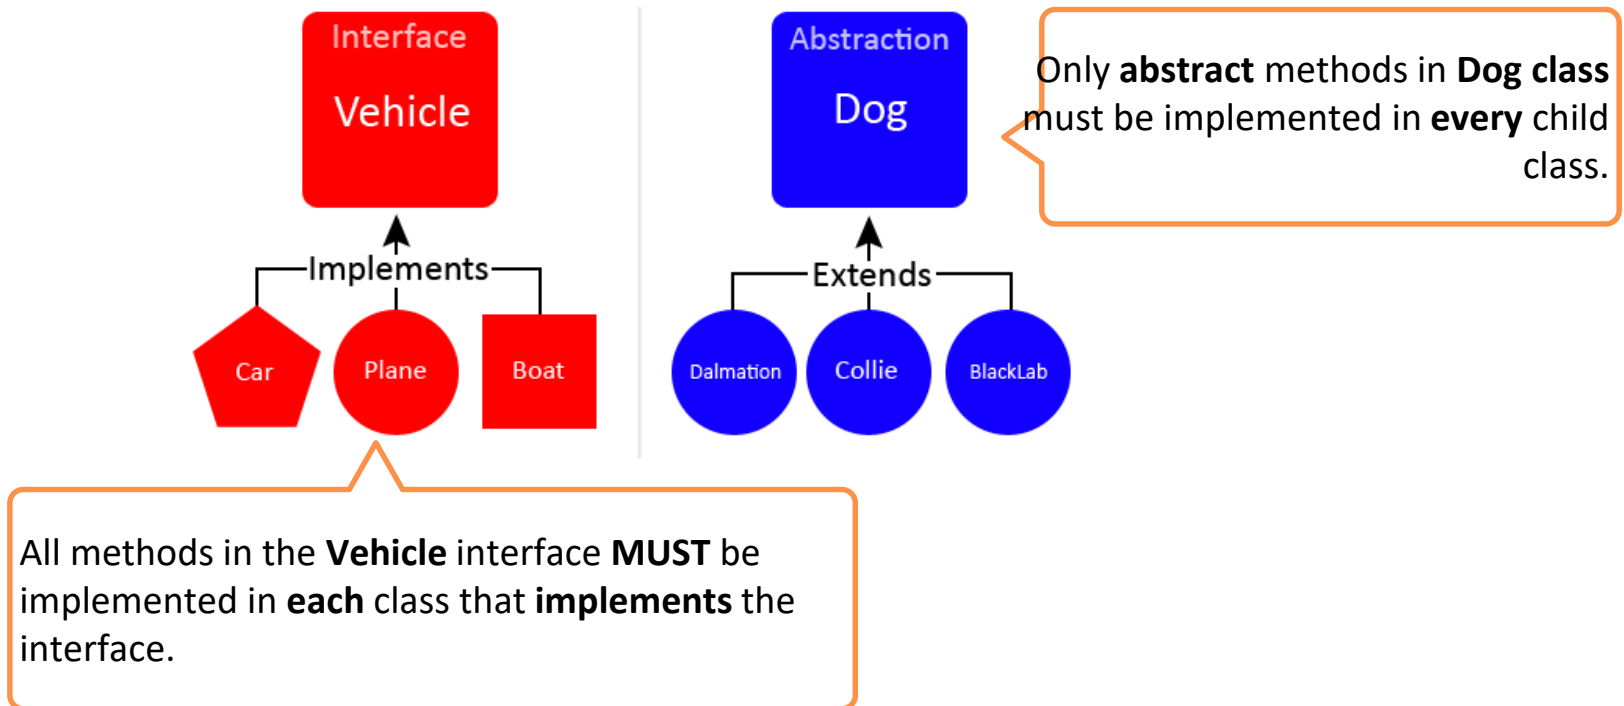 Interface
Vehicle
Implements
Car
Plane
Boat
All methods in the Vehicle interface MUST be
implemented in each class that implements the
interface.
Abstraction
Dog
Extends
Dalmation
Collie
BlackLab
Only abstract methods in Dog class
must be implemented in every child
class.